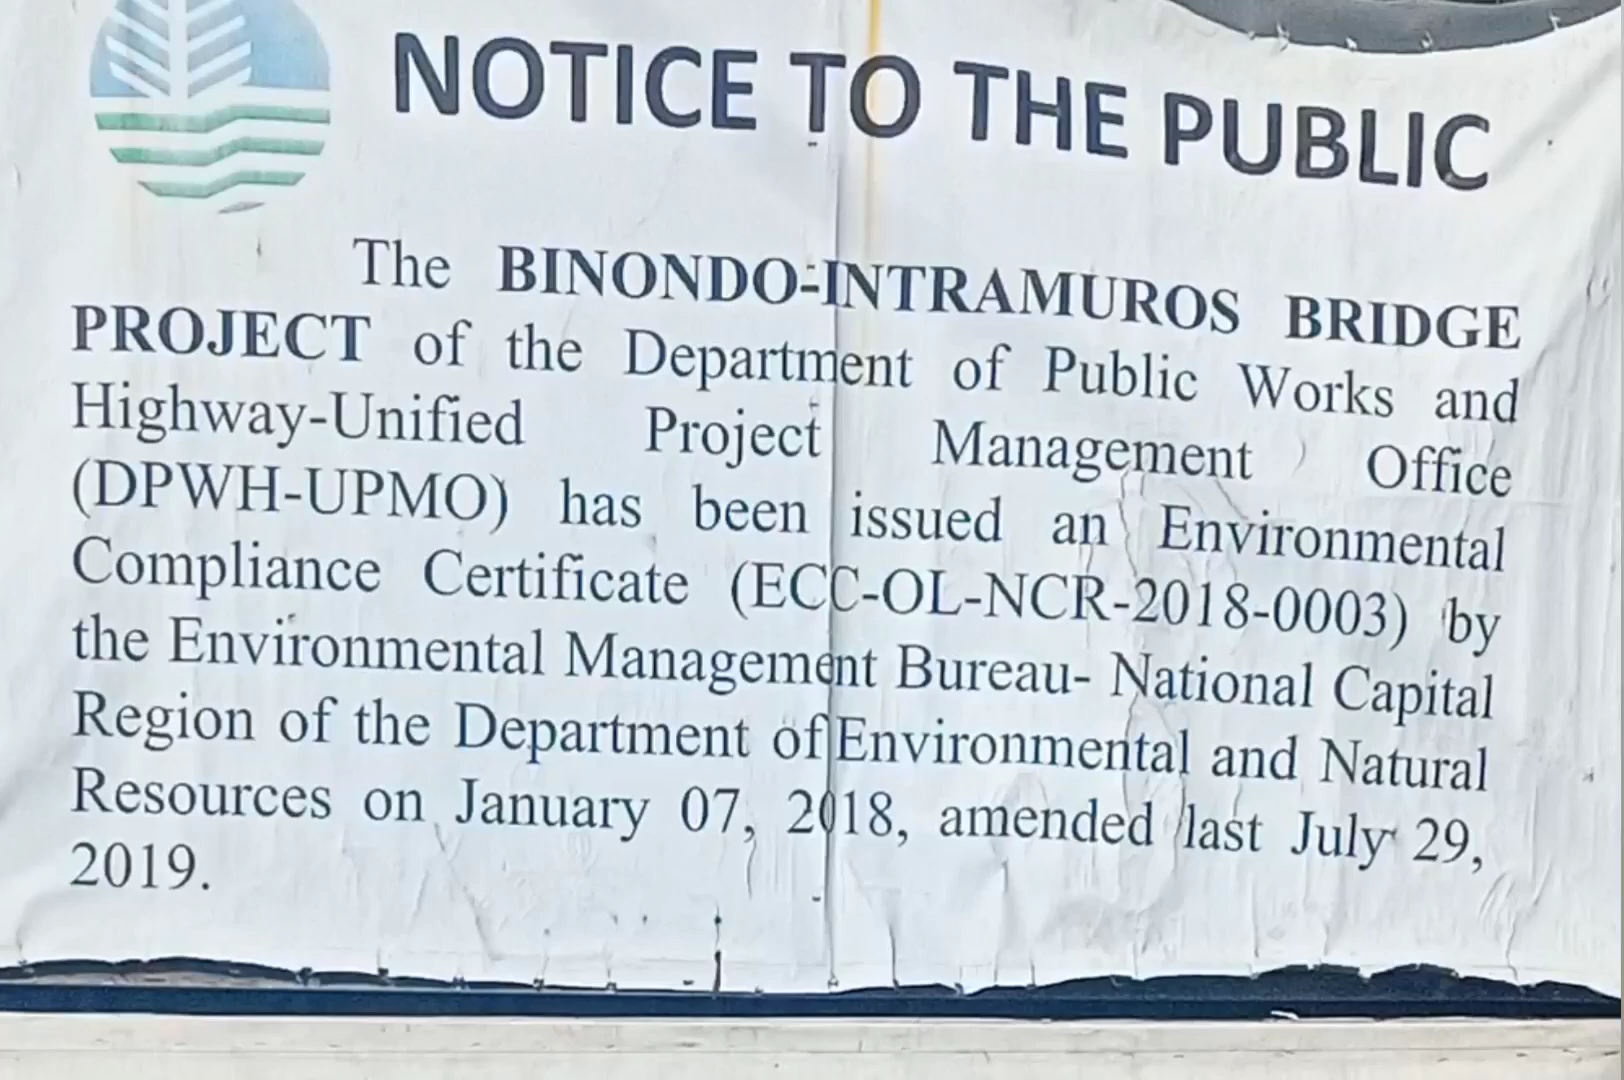 NOTICE TO THE PUBLIC
The BINONDO-INTRAMUROS BRIDGE
PROJECT of the Department of Public Works and
Highway-Unified Project Management Office
(DPWH-UPMO) has been issued an Environmental
Compliance Certificate (ECC-OL-NCR-2018-0003) by
the Environmental Management Bureau- National Capital
Region of the Department of Environmental and Natural
Resources on January 07, 2018, amended last July 29,
2019.